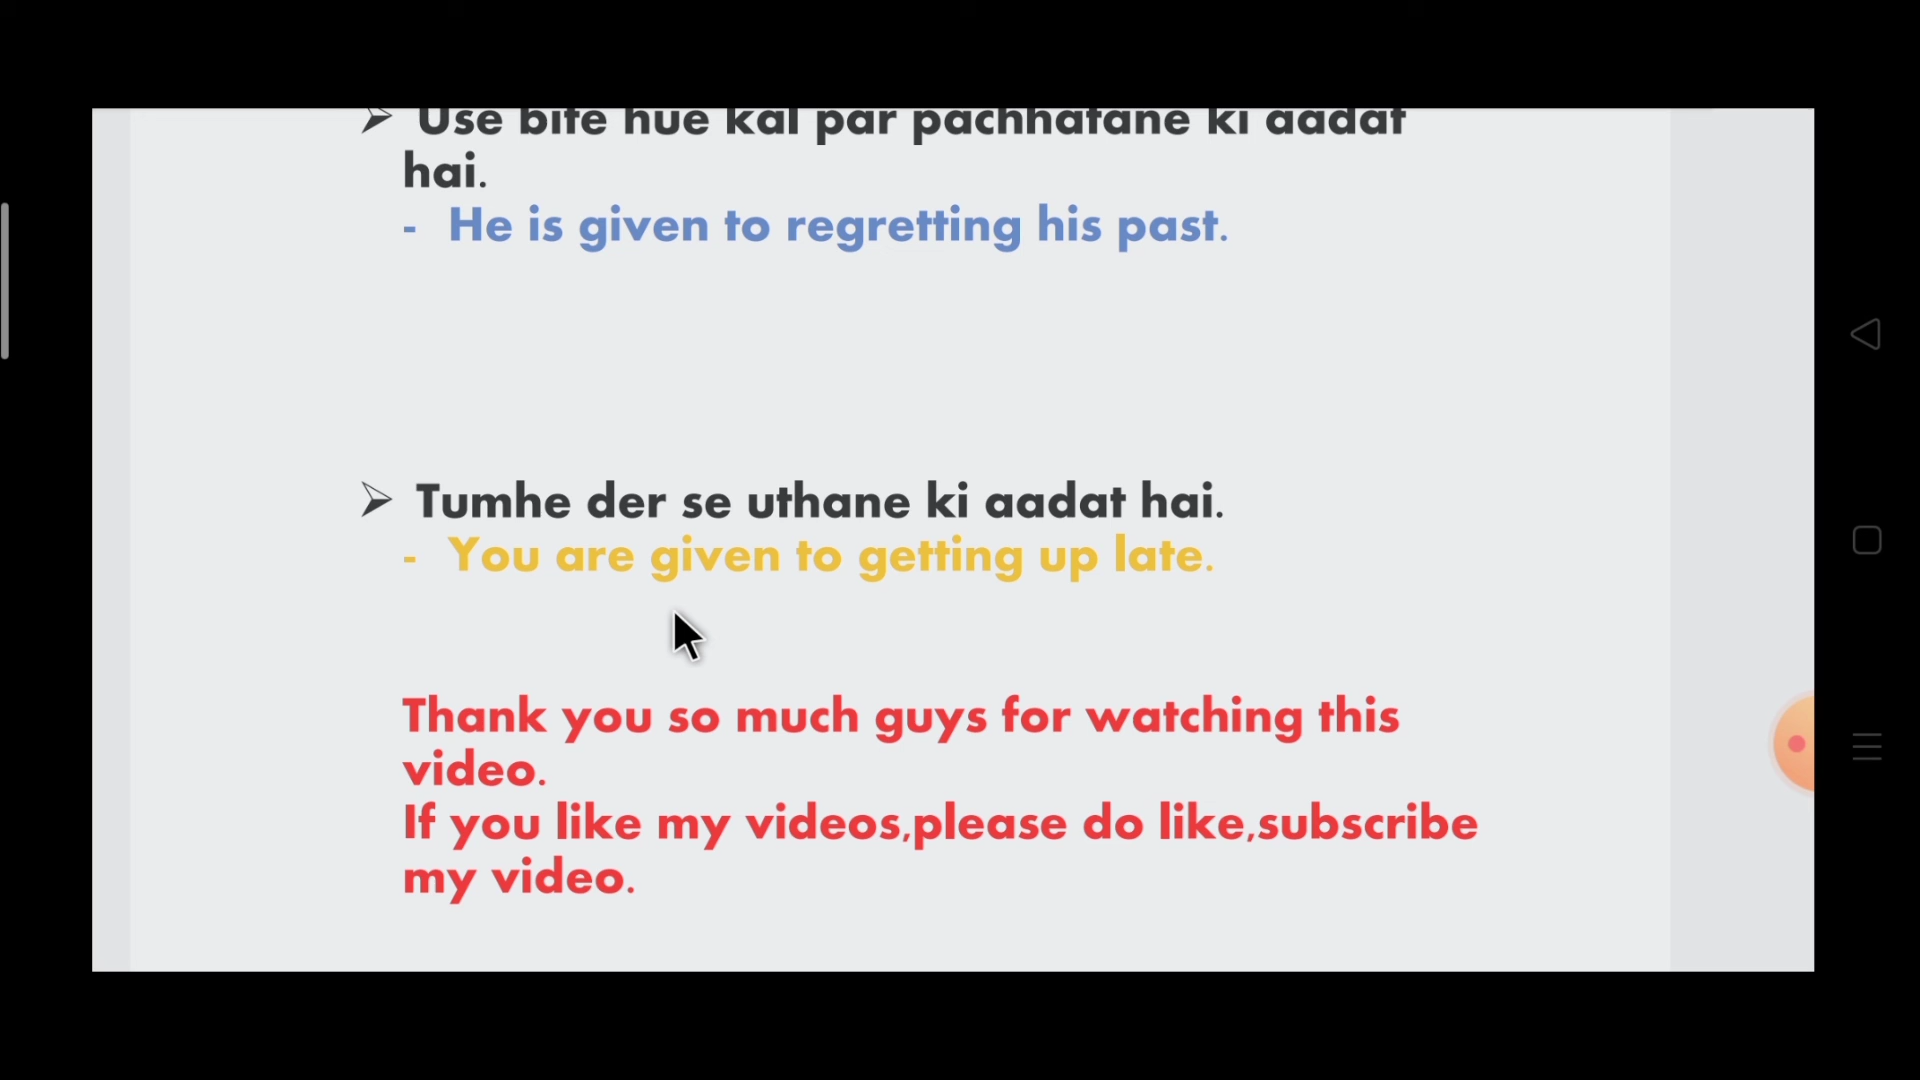 ➢ Use bite hue kal par pachhatane ki aadat
hai.
- He is given to regretting his past.
➢ Tumhe der se uthane ki aadat hai.
- You are given to getting up late.
Thank you so much guys for watching this
video.
If you like my videos,please do like,subscribe
my video.